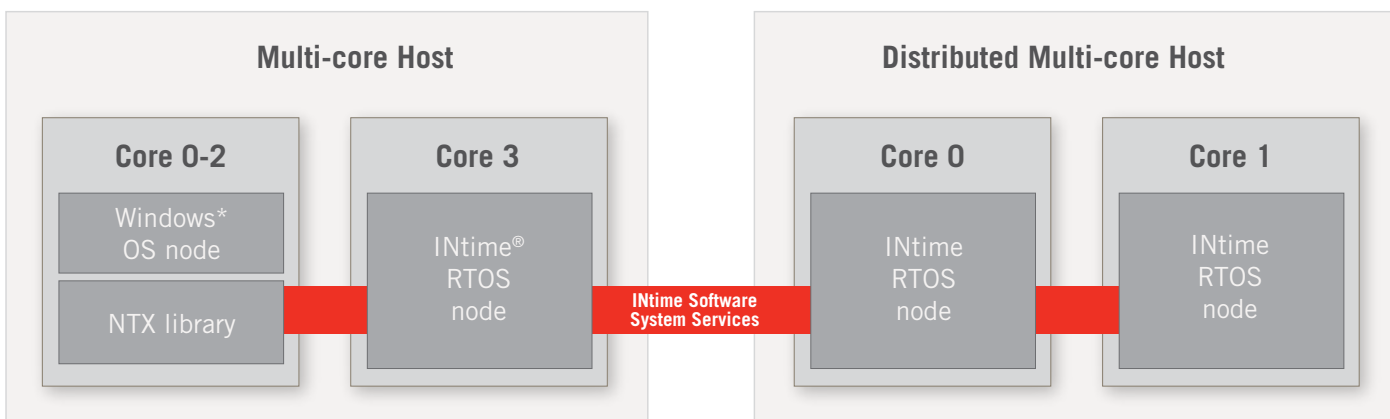 Multi-core Host
Core 0-2
Windows*
OS node
NTX library
Core 3
INtime®
RTOS
node
INtime Software
System Services
Distributed Multi-core Host
Core 0
INtime
RTOS
node
Core 1
INtime
RTOS
node